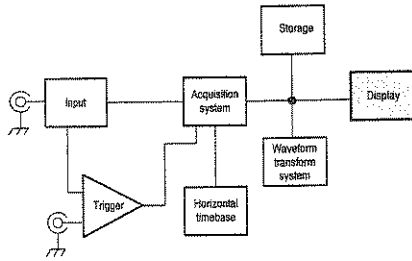 Storage
Input
Acquisition
system
Display
Waveform
transform
system
Trigger
Horizontal
timebase